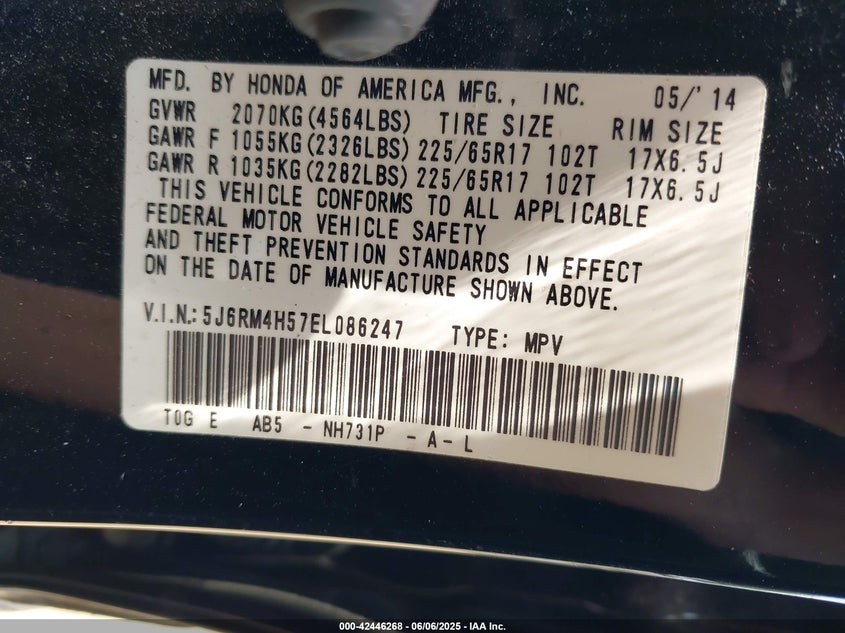 MFD. BY HONDA OF AMERICA MFG., INC. 05/'14
GVWR 2070KG(4564LBS) TIRE SIZE RIM SIZE
GAWR F 1055KG(2326LBS) 225/65R17 102T 17X6.5J
GAWR R 1035KG(2282LBS) 225/65R17 102T 17X6.5J
THIS VEHICLE CONFORMS TO ALL APPLICABLE
FEDERAL MOTOR VEHICLE SAFETY
AND THEFT PREVENTION STANDARDS IN EFFECT
ON THE DATE OF MANUFACTURE SHOWN ABOVE.
V.I.N.: 5J6RM4H57EL086247 TYPE: MPV
T0G E AB5 - NH731P - A - L
000-42446268 - 06/06/2025 - IAA Inc.